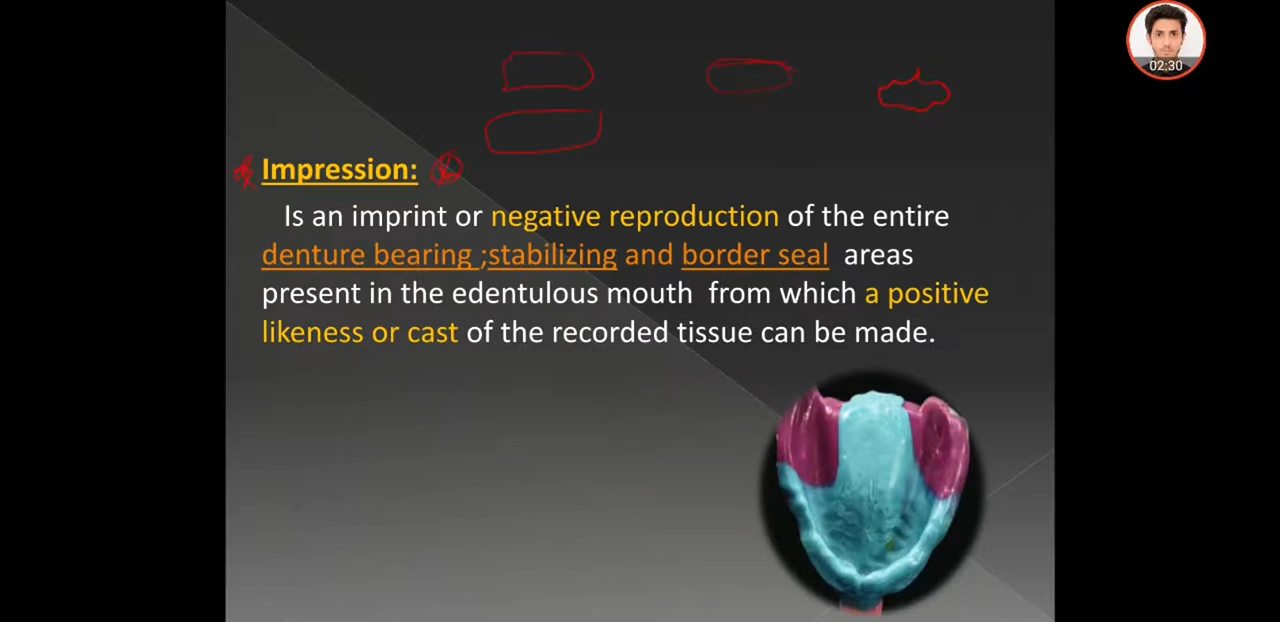 02:30
Impression:
Is an imprint or negative reproduction of the entire
denture bearing ;stabilizing and border seal areas
present in the edentulous mouth from which a positive
likeness or cast of the recorded tissue can be made.